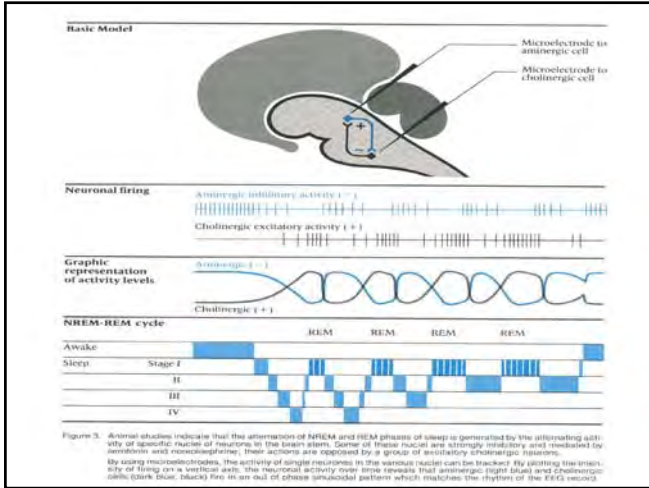 Basic Model
Microelectrode to
aminergic cell
Microelectrode to
cholinergic cell
+
−
Neuronal firing
Aminergic inhibitory activity (−)
Cholinergic excitatory activity (+)
Graphic
representation
of activity levels
Aminergic (−)
Cholinergic (+)
NREM-REM cycle
REM REM REM REM
Awake
Sleep Stage I
II
III
IV
Figure 3. Animal studies indicate that the alternation of NREM and REM phases of sleep is generated by the alternating acti-
vity of specific nuclei of neurons in the brain stem. Some of these nuclei are strongly inhibitory and mediated by
serotonin and norepinephrine; their actions are opposed by a group of excitatory cholinergic neurons.
By using microelectrodes, the activity of single neurones in the various nuclei can be tracked. By plotting the inten-
sity of firing on a vertical axis, the neuronal activity over time reveals that aminergic (light blue) and cholinergic
cells (dark blue, black) fire in an out of phase sinusoidal pattern which matches the rhythm of the EEG record.